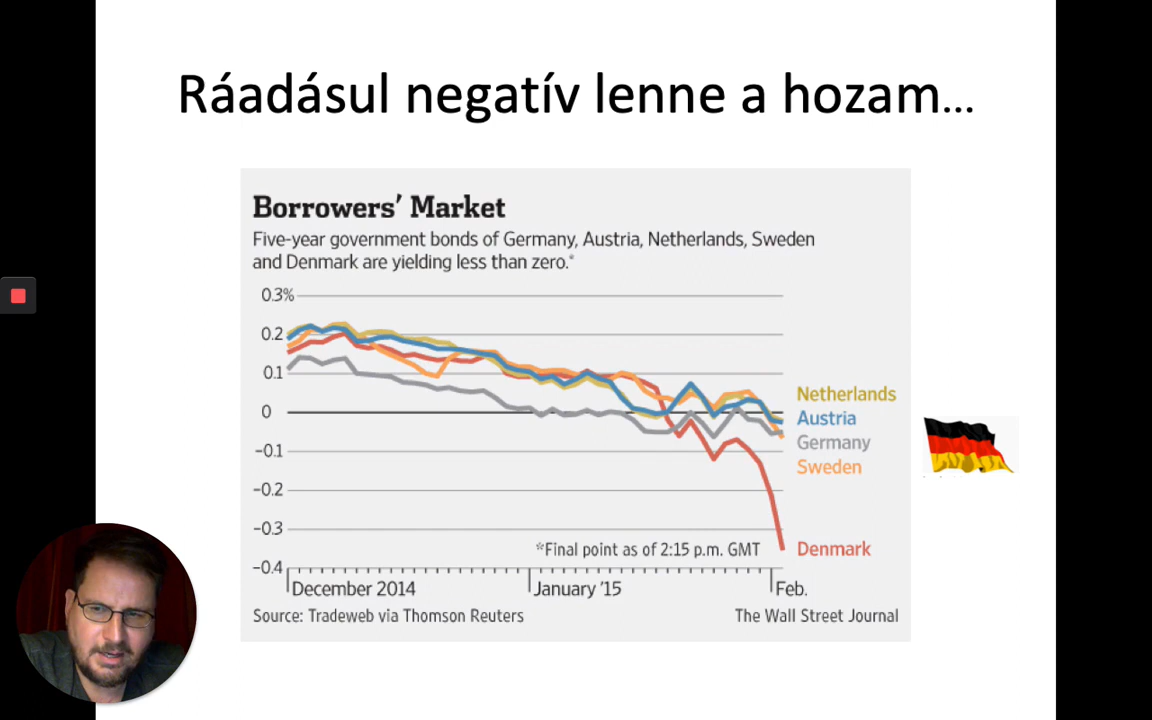 Ráadásul negatív lenne a hozam…
Borrowers’ Market
Five-year government bonds of Germany, Austria, Netherlands, Sweden
and Denmark are yielding less than zero.*
0.3%
0.2
0.1
0
−0.1
−0.2
−0.3
−0.4
Netherlands
Austria
Germany
Sweden
Denmark
*Final point as of 2:15 p.m. GMT
December 2014
January ’15
Feb.
Source: Tradeweb via Thomson Reuters
The Wall Street Journal